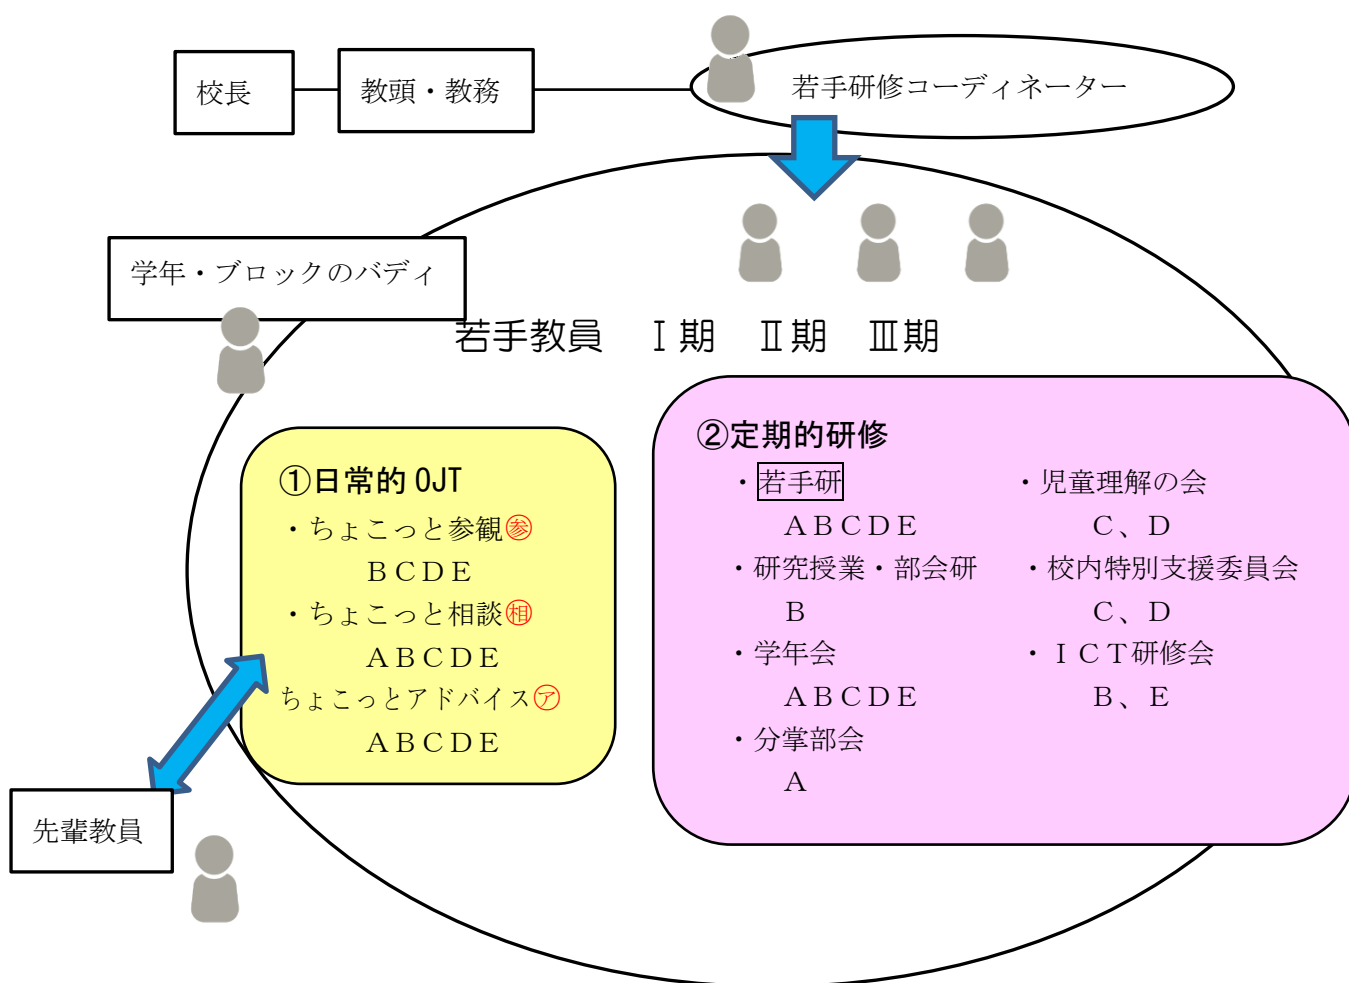 校長
教頭・教務
若手研修コーディネーター
学年・ブロックのバディ
若手教員　Ⅰ期　Ⅱ期　Ⅲ期
①日常的 OJT
・ちょこっと参観㊂参
ＢＣＤＥ
・ちょこっと相談相
ＡＢＣＤＥ
ちょこっとアドバイス㋐
ＡＢＣＤＥ
②定期的研修
・若手研
ＡＢＣＤＥ
・研究授業・部会研
Ｂ
・学年会
ＡＢＣＤＥ
・分掌部会
Ａ
・児童理解の会
Ｃ、Ｄ
・校内特別支援委員会
Ｃ、Ｄ
・ＩＣＴ研修会
Ｂ、Ｅ
先輩教員